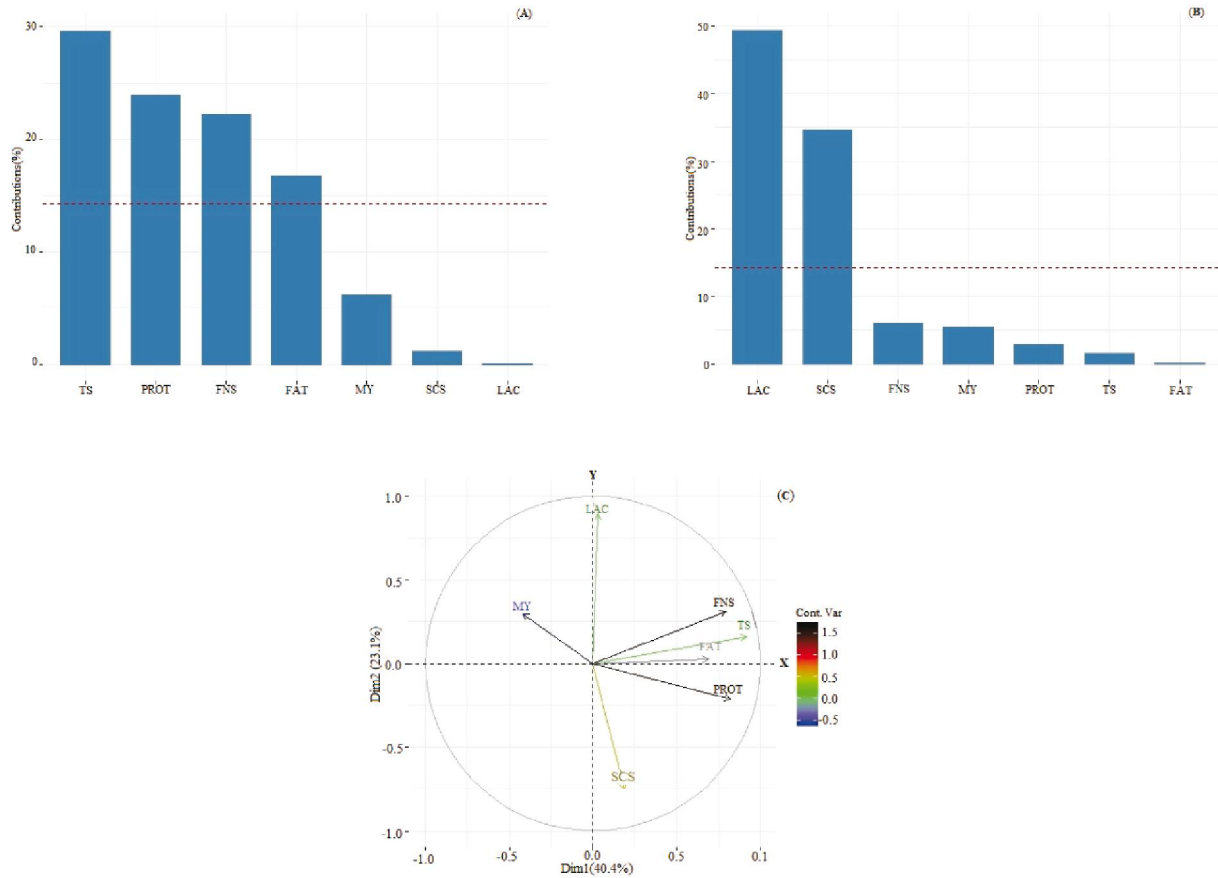 (A)
Contributions(%)
30
20
10
0
TS PROT FNS FAT MY SCS LAC
(B)
Contributions(%)
50
40
30
20
10
0
LAC SCS FNS MY PROT TS FAT
Y
(C)
1.0
0.5
0.0
-0.5
-1.0
Dim2 (23.1%)
LAC
MY
FNS
TS
FAT
X
PROT
SCS
-1.0 -0.5 0.0 0.5 0.1
Dim1(40.4%)
Cont. Var
1.5
1.0
0.5
0.0
-0.5